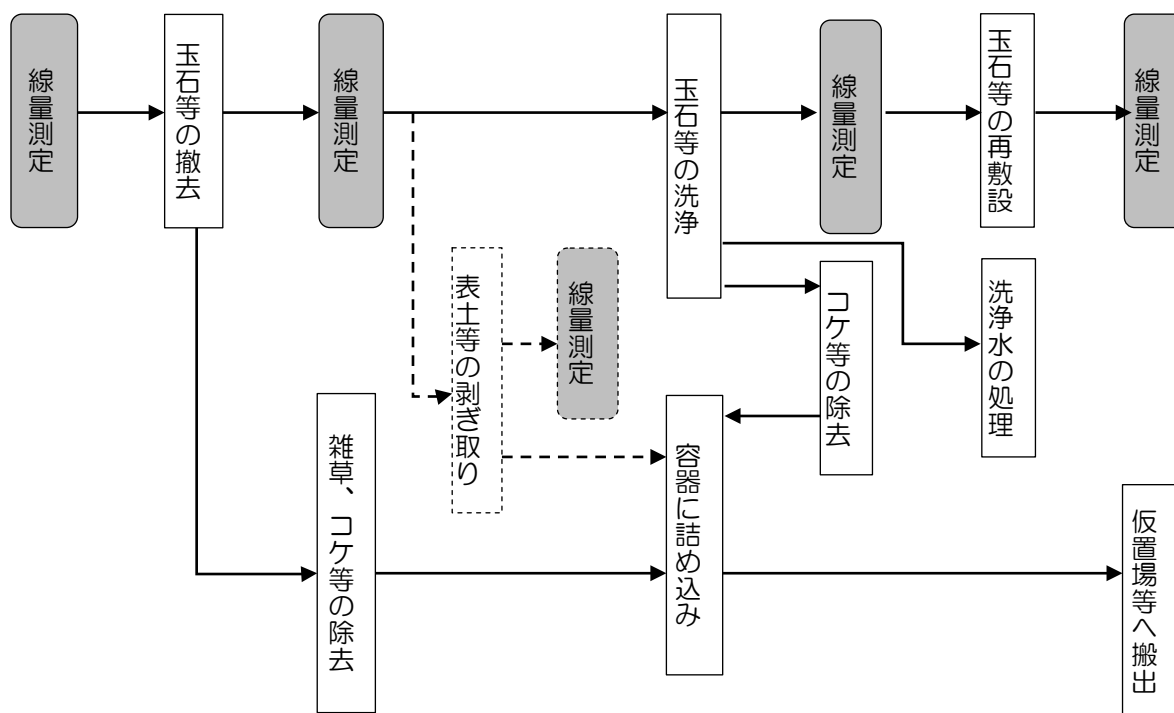 線量測定
玉石等の撤去
線量測定
玉石等の洗浄
線量測定
玉石等の再敷設
線量測定
表土等の剥ぎ取り
線量測定
コケ等の除去
洗浄水の処理
雑草、コケ等の除去
容器に詰め込み
仮置場等へ搬出